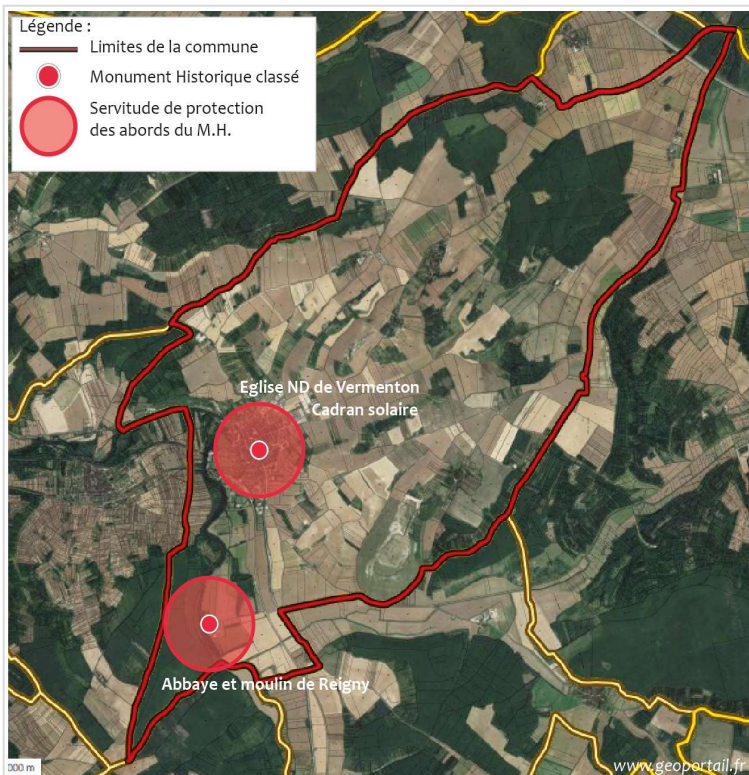 Légende :
Limites de la commune
Monument Historique classé
Servitude de protection
des abords du M.H.
Eglise ND de Vermenton
Cadran solaire
Abbaye et moulin de Reigny
000 m
www.geoportail.fr